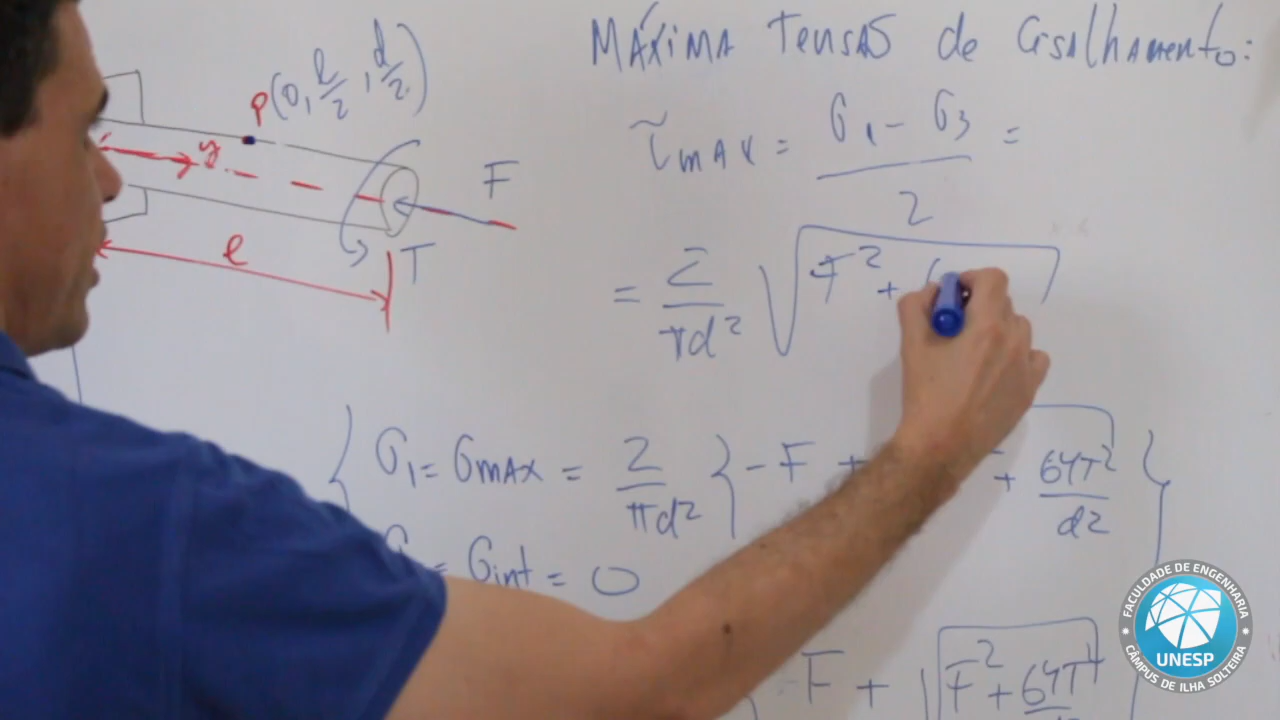 MÁXIMA TENSÃO de CisAlhAmento:
P(0, l/2, d/2)
τmAX = (σ1 - σ3)/2 =
y
F
l
T
= 2/(πd²) √(F² +
σ1 = σmAX = 2/(πd²) { -F + + 64T²/d² }
= σint = 0
-F + √(F² + 64T²
FACULDADE DE ENGENHARIA
UNESP
CÂMPUS DE ILHA SOLTEIRA